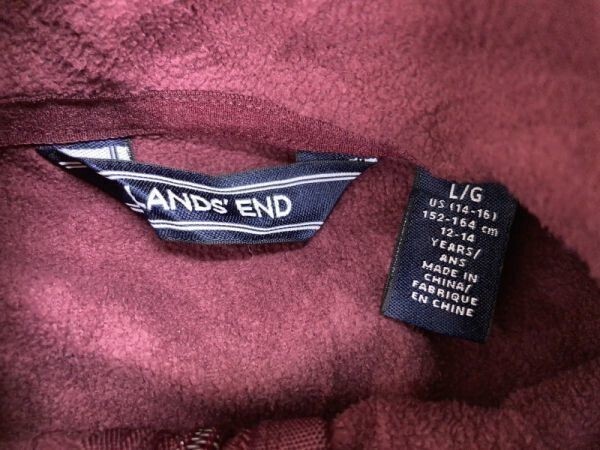 LANDS' END
L/G
US (14-16)
152-164 cm
12-14
YEARS/
ANS
MADE IN
CHINA/
FABRIQUE
EN CHINE